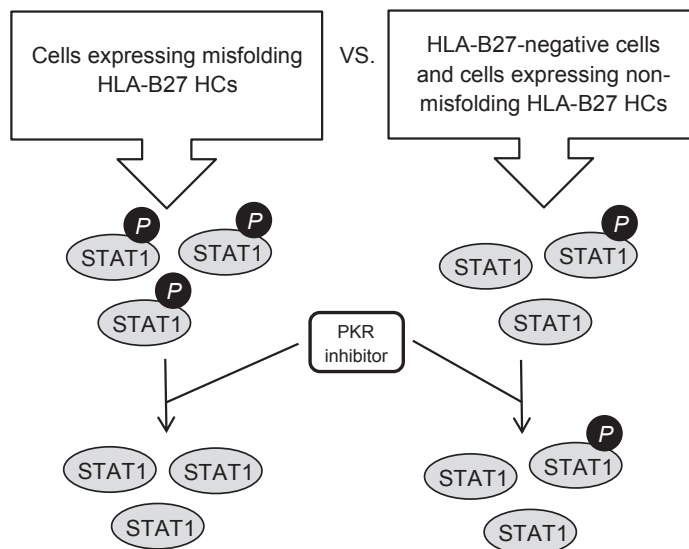 Cells expressing misfolding
HLA-B27 HCs
VS.
HLA-B27-negative cells
and cells expressing non-
misfolding HLA-B27 HCs
P
STAT1
P
STAT1
P
STAT1
STAT1
P
STAT1
STAT1
PKR
inhibitor
STAT1
STAT1
STAT1
STAT1
P
STAT1
STAT1